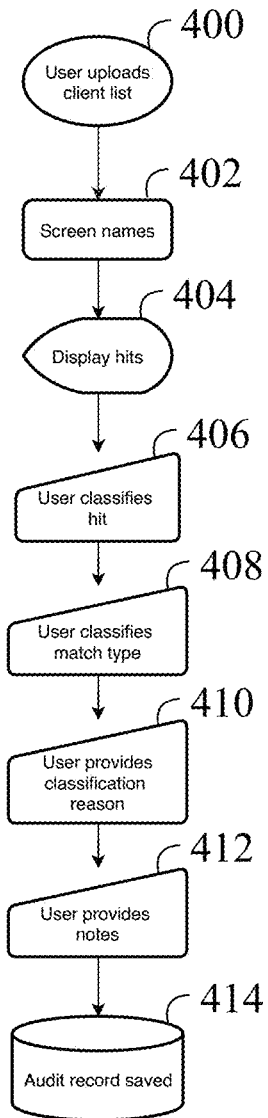 400
User uploads
client list
402
Screen names
404
Display hits
406
User classifies
hit
408
User classifies
match type
410
User provides
classification
reason
412
User provides
notes
414
Audit record saved